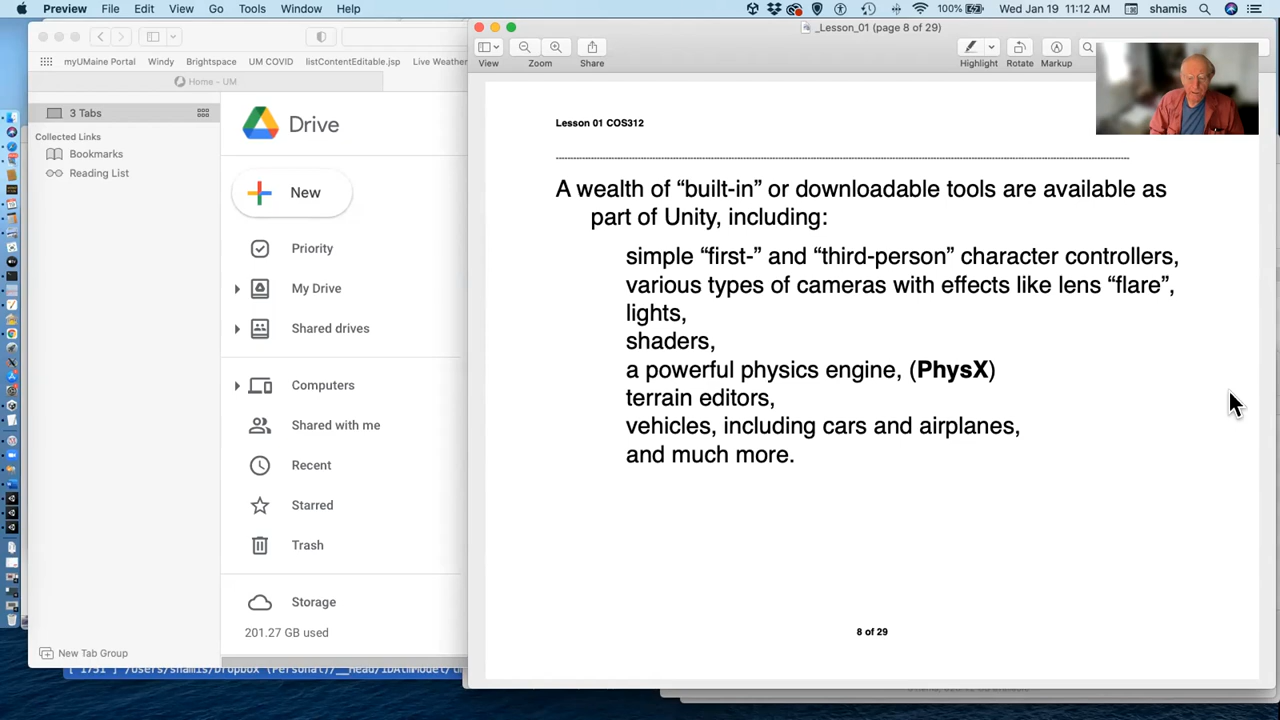 Preview File Edit View Go Tools Window Help
100% Wed Jan 19 11:12 AM shamis
_Lesson_01 (page 8 of 29)
View Zoom Share Highlight Rotate Markup
myUMaine Portal Windy Brightspace UM COVID listContentEditable.jsp Live Weather
Home – UM
3 Tabs
Collected Links
Bookmarks
Reading List
New Tab Group
Drive
New
Priority
My Drive
Shared drives
Computers
Shared with me
Recent
Starred
Trash
Storage
201.27 GB used
Lesson 01 COS312
A wealth of “built-in” or downloadable tools are available as
part of Unity, including:
simple “first-” and “third-person” character controllers,
various types of cameras with effects like lens “flare”,
lights,
shaders,
a powerful physics engine, (PhysX)
terrain editors,
vehicles, including cars and airplanes,
and much more.
8 of 29